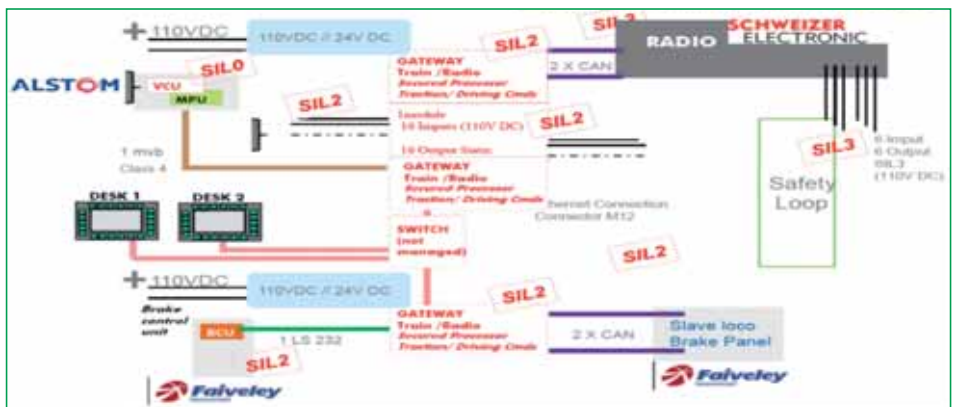 110VDC
110VDC // 24V DC
SIL2
SIL2
SCHWEIZER
RADIO
ELECTRONIC
GATEWAY
Train /Radio
Secured Processor
Traction/ Driving Cmds
2 X CAN
SIL0
ALSTOM
VCU
MPU
SIL2
SIL2
10 Inputs (110V DC)
1 mvb
Class 4
GATEWAY
Train /Radio
Secured Processor
Traction/ Driving Cmds
SIL3
6 Input
6 Output
SIL3
(110V DC)
Safety
Loop
DESK 1
DESK 2
hernet Connection
Connector M12
SWITCH
(not
managed)
SIL2
110VDC
110VDC // 24V DC
SIL2
Brake
control
unit
BCU
1 LS 232
GATEWAY
Train /Radio
Secured Processor
Traction/ Driving Cmds
2 X CAN
Slave loco
Brake Panel
SIL2
Faiveley
Faiveley